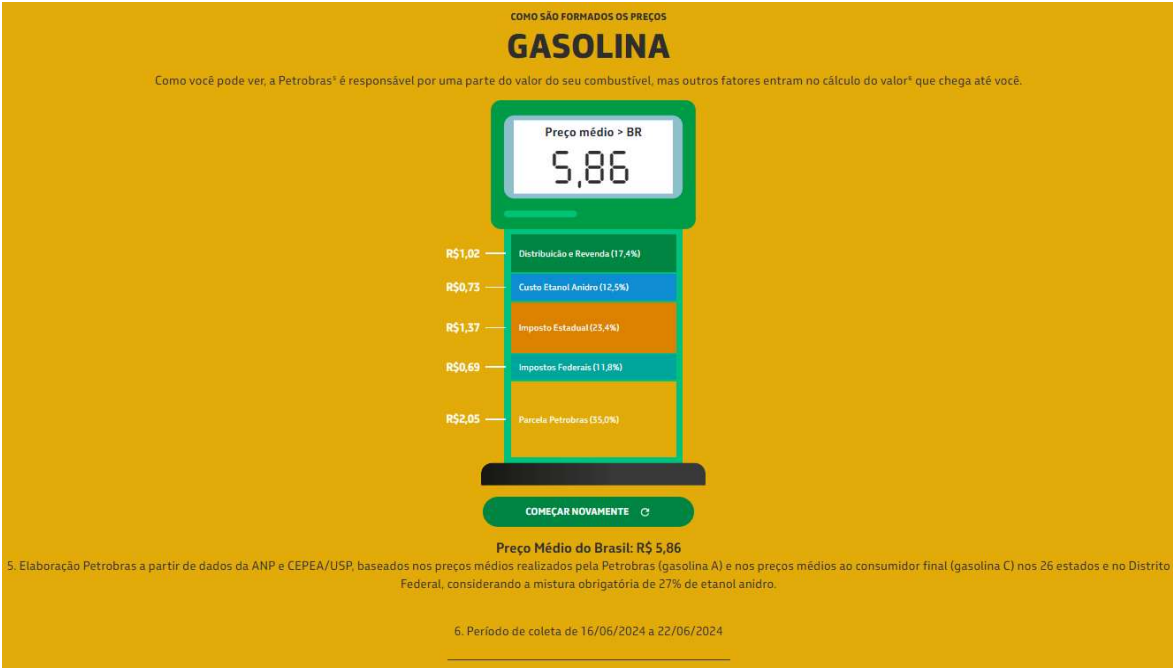 COMO SÃO FORMADOS OS PREÇOS
GASOLINA
Como você pode ver, a Petrobras⁵ é responsável por uma parte do valor do seu combustível, mas outros fatores entram no cálculo do valor⁶ que chega até você.
Preço médio > BR
5,86
R$1,02 Distribuicão e Revenda (17,4%)
R$0,73 Custo Etanol Anidro (12,5%)
R$1,37 Imposto Estadual (23,4%)
R$0,69 Impostos Federais (11,8%)
R$2,05 Parcela Petrobras (35,0%)
COMEÇAR NOVAMENTE
Preço Médio do Brasil: R$ 5,86
5. Elaboração Petrobras a partir de dados da ANP e CEPEA/USP, baseados nos preços médios realizados pela Petrobras (gasolina A) e nos preços médios ao consumidor final (gasolina C) nos 26 estados e no Distrito
Federal, considerando a mistura obrigatória de 27% de etanol anidro.
6. Período de coleta de 16/06/2024 a 22/06/2024